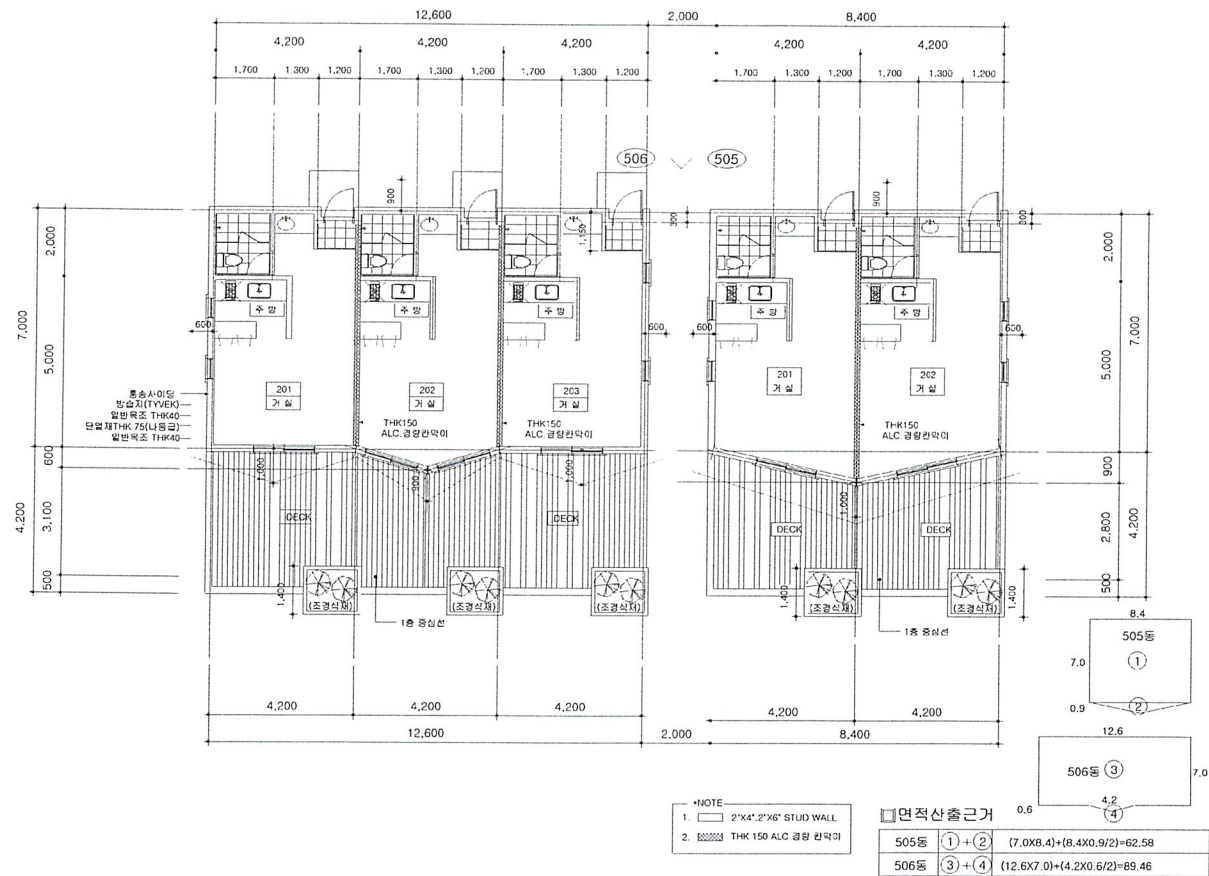 12,600
2,000
8,400
4,200
4,200
4,200
4,200
4,200
1,700
1,300
1,200
1,700
1,300
1,200
1,700
1,300
1,200
1,700
1,300
1,200
1,700
1,300
1,200
506
505
900
900
300
300
1,150
2,000
7,000
5,000
600
4,200
3,100
500
2,000
7,000
5,000
900
4,200
2,800
500
600
600
600
600
주 방
주 방
주 방
주 방
주 방
201
거 실
202
거 실
203
거 실
201
거 실
202
거 실
홍송사이딩
방습지(TYVEK)
일반목조 THK40
단열재THK 75(나등급)
일반목조 THK40
THK150
ALC.경량칸막이
THK150
ALC.경량칸막이
THK150
ALC.경량칸막이
1,000
900
1,000
1,000
DECK
DECK
DECK
DECK
1,400
(조경식재)
(조경식재)
(조경식재)
1,400
(조경식재)
(조경식재)
1,400
1층 중심선
1층 중심선
4,200
4,200
4,200
4,200
4,200
12,600
2,000
8,400
8.4
505동
7.0
①
0.9
②
12.6
506동 ③
7.0
4.2
0.6
④
*NOTE
1. 2"X4",2"X6" STUD WALL
2. THK 150 ALC 경량 칸막이
면적산출근거
505동 ①+② (7.0X8.4)+(8.4X0.9/2)=62.58
506동 ③+④ (12.6X7.0)+(4.2X0.6/2)=89.46